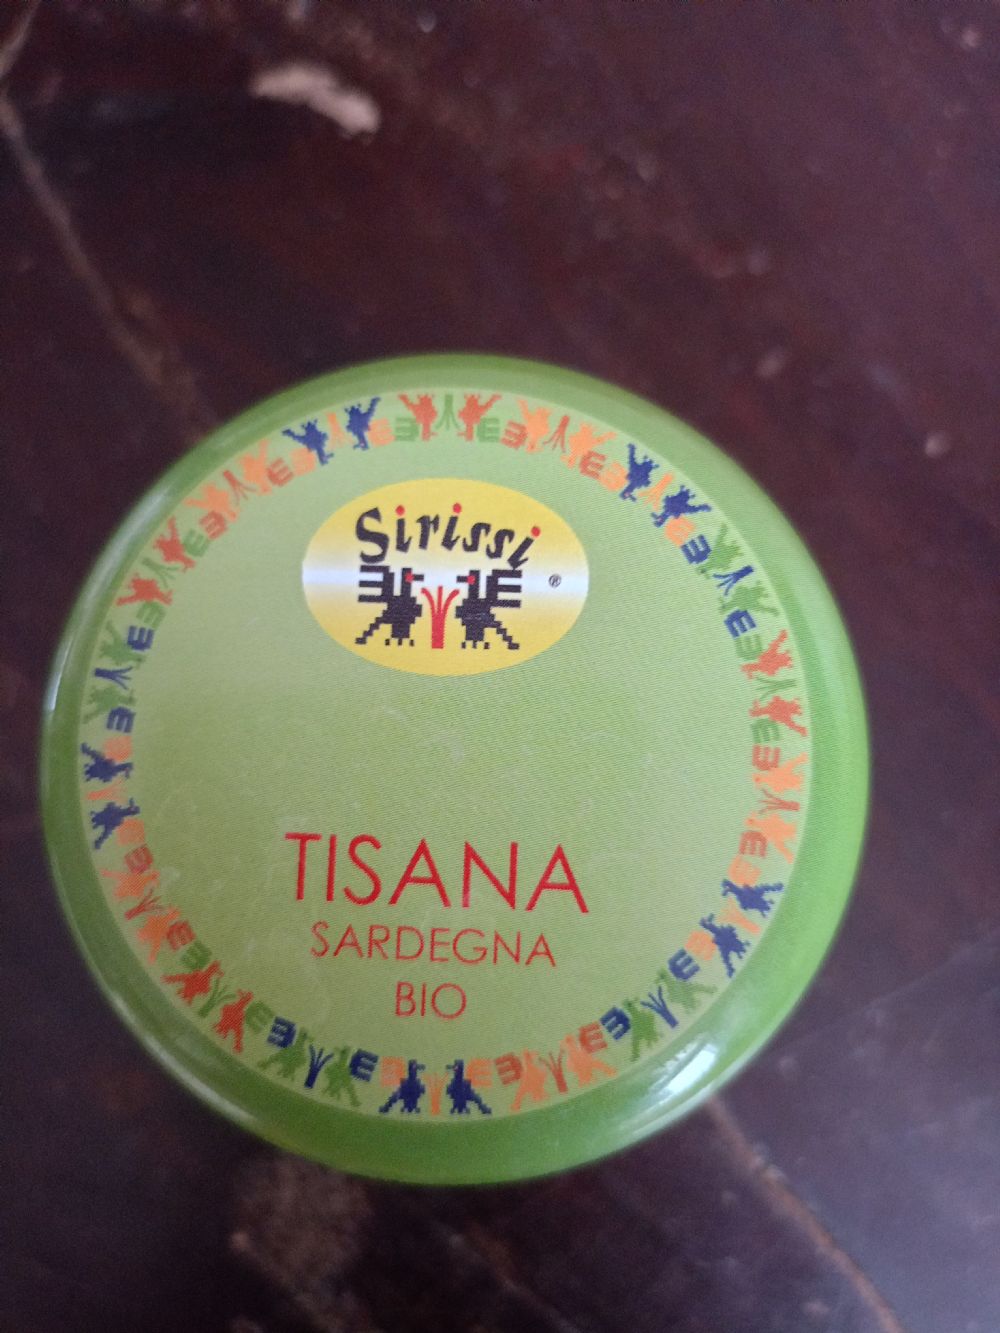 Sirissi
®
TISANA
SARDEGNA
BIO